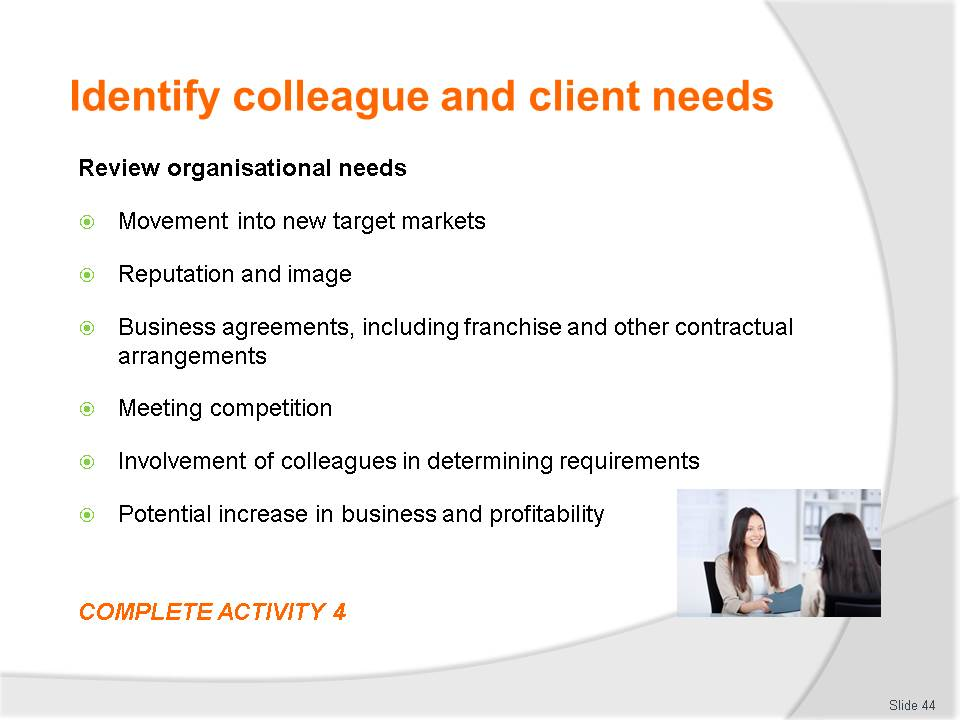 Identify colleague and client needs
Review organisational needs
Movement into new target markets
Reputation and image
Business agreements, including franchise and other contractual
arrangements
Meeting competition
Involvement of colleagues in determining requirements
Potential increase in business and profitability
COMPLETE ACTIVITY 4
Slide 44